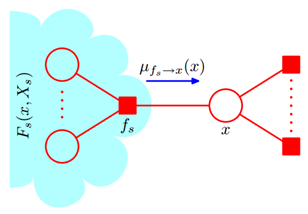 F_s(x, X_s)
μ_{f_s→x}(x)
f_s
x